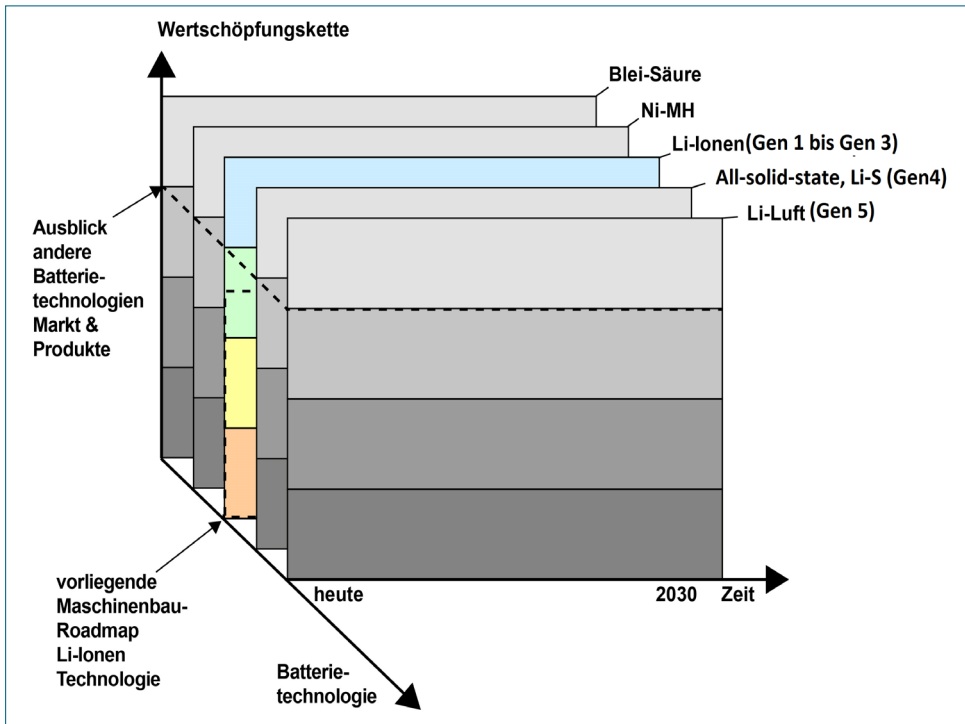 Wertschöpfungskette
Blei-Säure
Ni-MH
Li-Ionen(Gen 1 bis Gen 3)
All-solid-state, Li-S (Gen4)
Li-Luft (Gen 5)
Ausblick
andere
Batterie-
technologien
Markt &
Produkte
heute
2030
Zeit
vorliegende
Maschinenbau-
Roadmap
Li-Ionen
Technologie
Batterie-
technologie